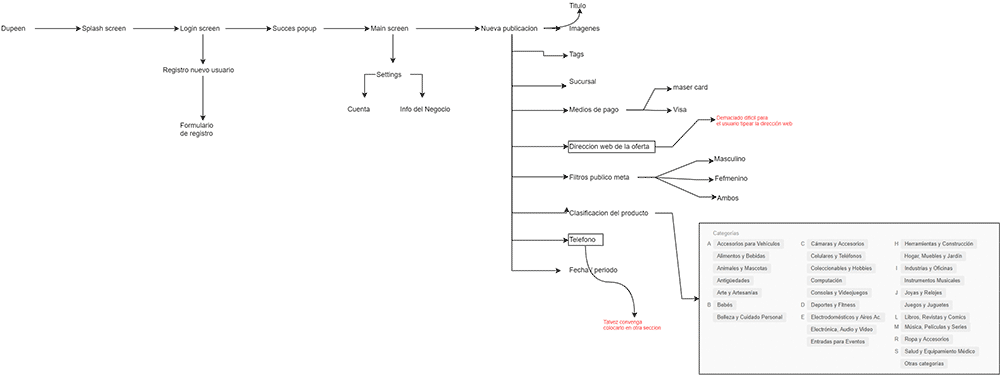 Titulo
Dupeen
Splash screen
Login screen
Succes popup
Main screen
Nueva publicacion
Imagenes
Tags
Registro nuevo usuario
Settings
Sucursal
maser card
Cuenta
Info del Negocio
Medios de pago
Visa
Formulario
de registro
Demaciado dificil para
el usuario tipear la dirección web
Direccion web de la oferta
Masculino
Filtros publico meta
Fefmenino
Ambos
Clasificacion del producto
Telefono
Fecha / periodo
Talvez convenga
colocarlo en otra seccion
Categorías
A Accesorios para Vehículos
Alimentos y Bebidas
Animales y Mascotas
Antigüedades
Arte y Artesanías
B Bebés
Belleza y Cuidado Personal
C Cámaras y Accesorios
Celulares y Teléfonos
Coleccionables y Hobbies
Computación
Consolas y Videojuegos
D Deportes y Fitness
E Electrodomésticos y Aires Ac.
Electrónica, Audio y Video
Entradas para Eventos
H Herramientas y Construcción
Hogar, Muebles y Jardín
I Industrias y Oficinas
Instrumentos Musicales
J Joyas y Relojes
Juegos y Juguetes
L Libros, Revistas y Comics
M Música, Películas y Series
R Ropa y Accesorios
S Salud y Equipamiento Médico
Otras categorías